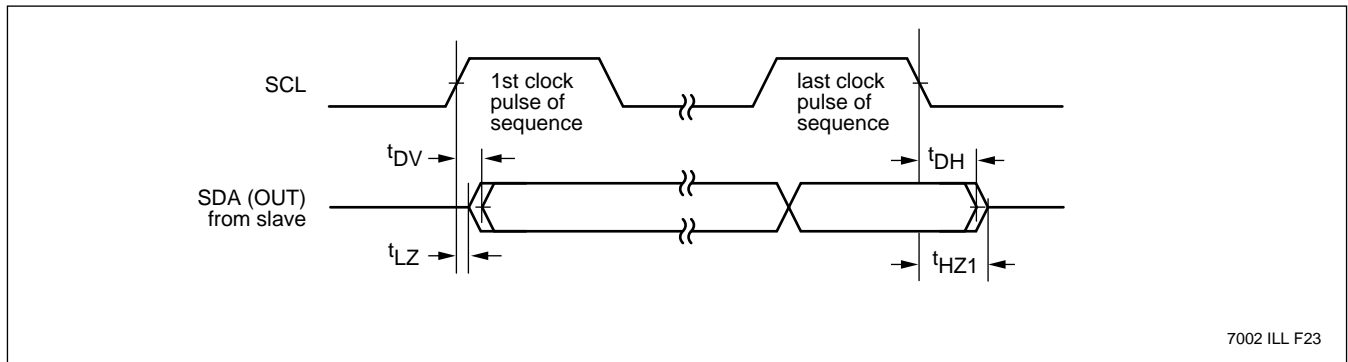 SCL
1st clock
pulse of
sequence
last clock
pulse of
sequence
tDV
tDH
SDA (OUT)
from slave
tLZ
tHZ1
7002 ILL F23